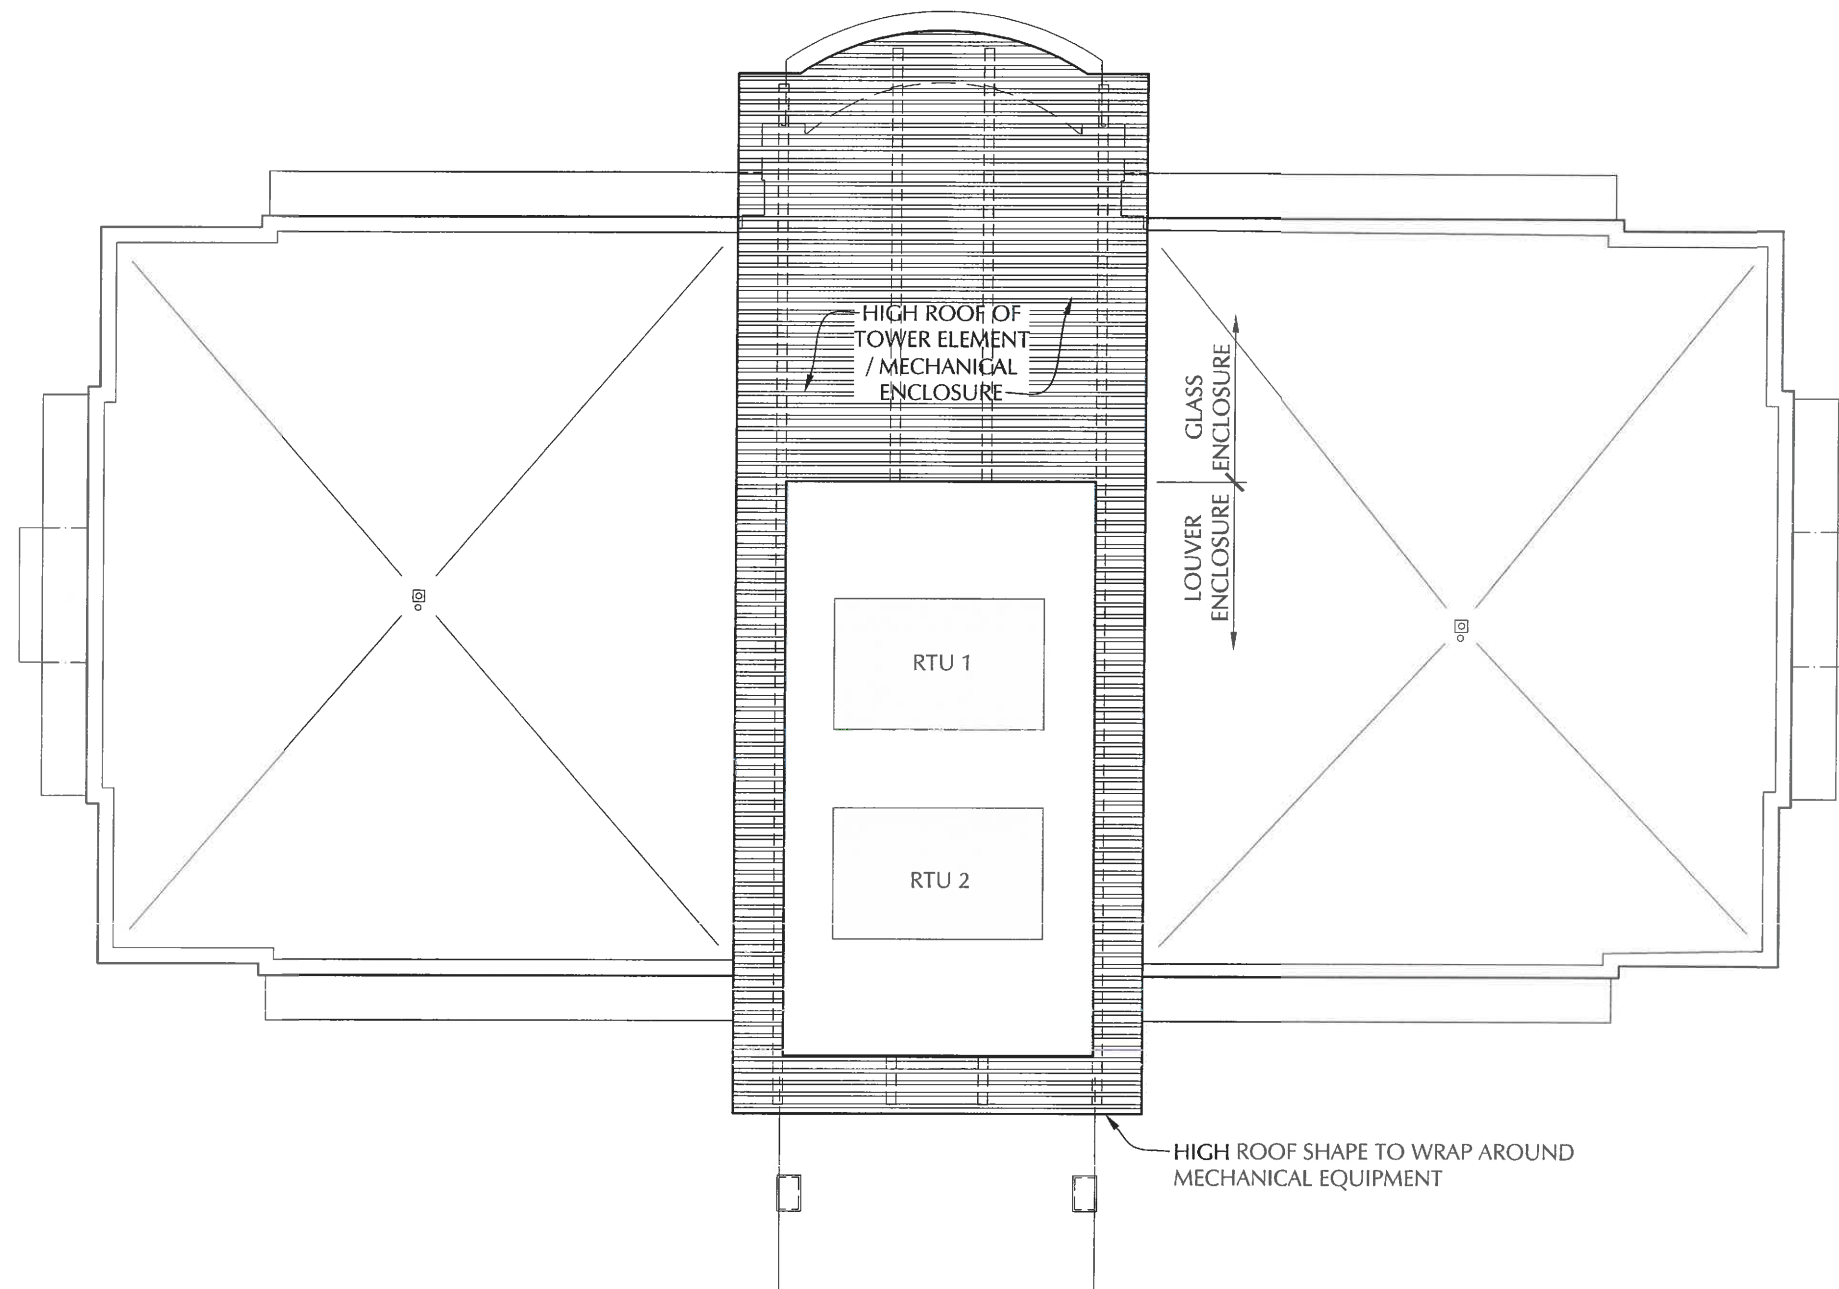 HIGH ROOF OF
TOWER ELEMENT
/ MECHANICAL
ENCLOSURE
GLASS
ENCLOSURE
LOUVER
ENCLOSURE
RTU 1
RTU 2
HIGH ROOF SHAPE TO WRAP AROUND
MECHANICAL EQUIPMENT